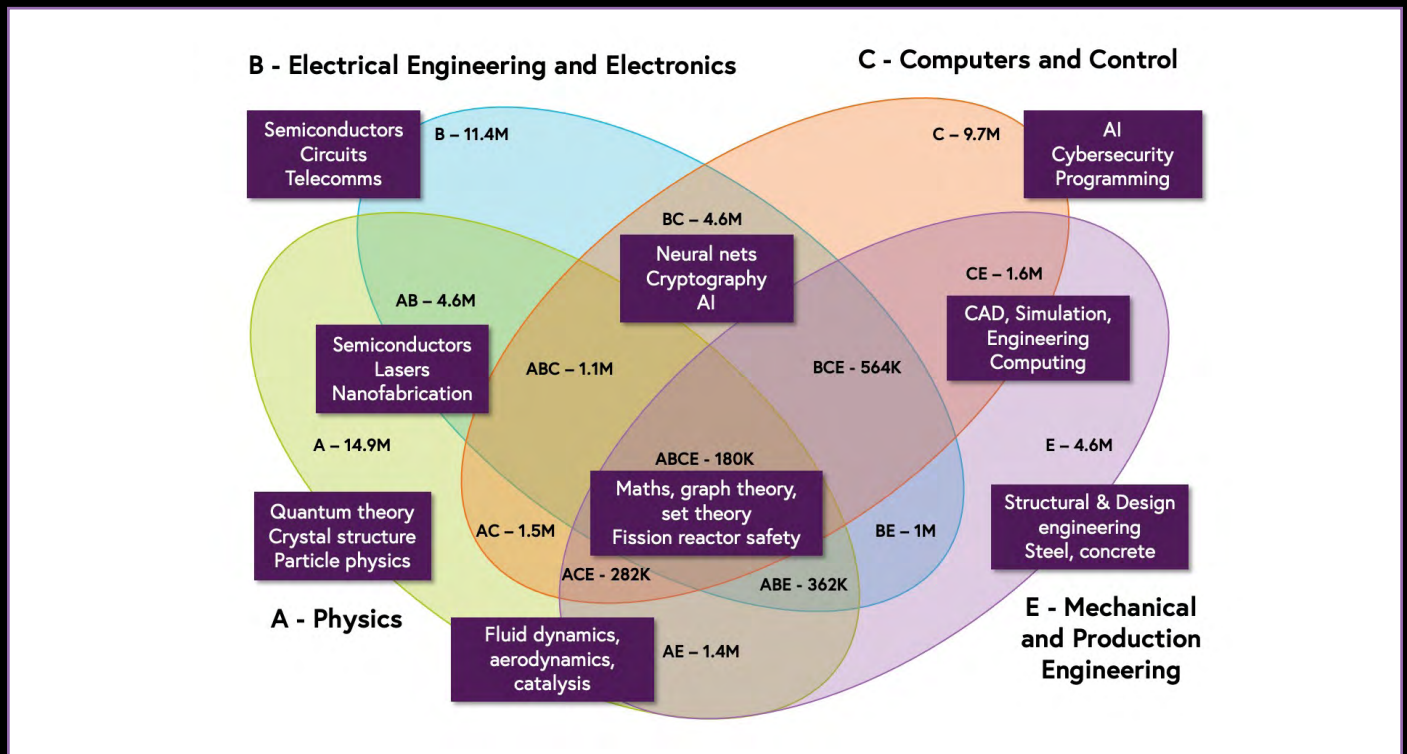 B - Electrical Engineering and Electronics
C - Computers and Control
Semiconductors
Circuits
Telecomms
B – 11.4M
C – 9.7M
AI
Cybersecurity
Programming
BC – 4.6M
Neural nets
Cryptography
AI
AB – 4.6M
CE – 1.6M
Semiconductors
Lasers
Nanofabrication
CAD, Simulation,
Engineering
Computing
ABC – 1.1M
BCE - 564K
A – 14.9M
E – 4.6M
ABCE - 180K
Maths, graph theory,
set theory
Fission reactor safety
Quantum theory
Crystal structure
Particle physics
AC – 1.5M
BE – 1M
Structural & Design
engineering
Steel, concrete
ACE - 282K
ABE - 362K
A - Physics
E - Mechanical
and Production
Engineering
Fluid dynamics,
aerodynamics,
catalysis
AE – 1.4M